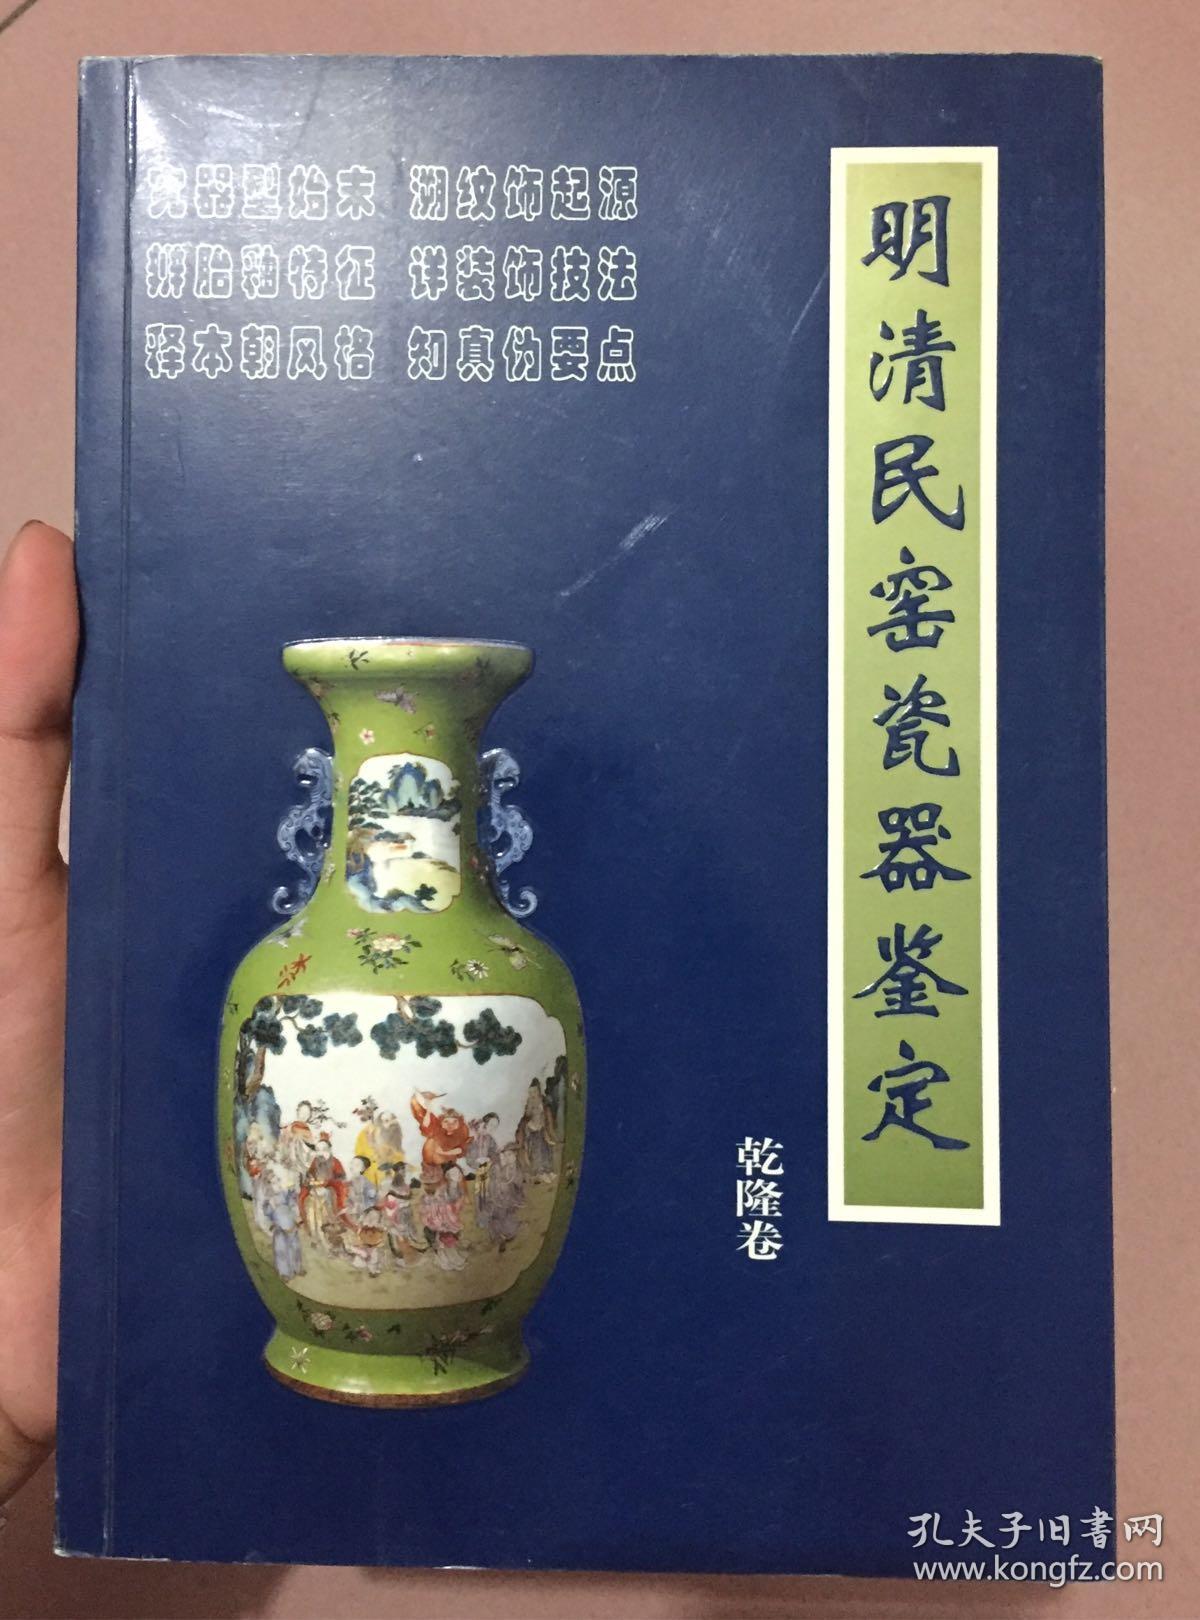 究器型始末 溯纹饰起源
辨胎釉特征 详装饰技法
释本朝风格 知真伪要点
明清民窑瓷器鉴定
乾隆卷
孔夫子旧書网
www.kongfz.com